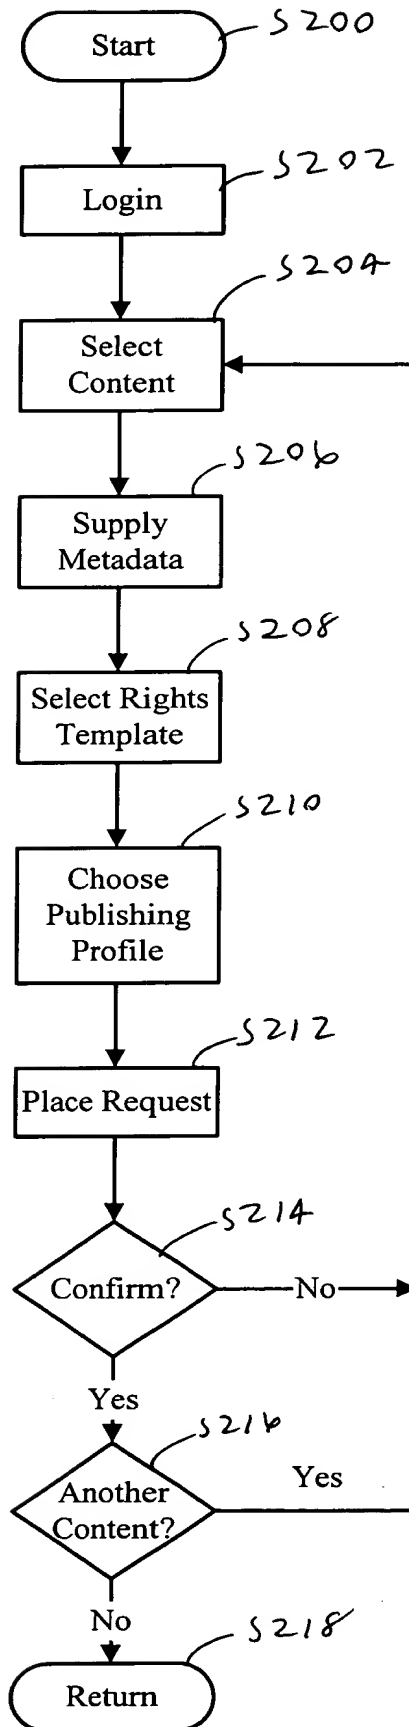 Start
S200
Login
S202
S204
Select
Content
S206
Supply
Metadata
S208
Select Rights
Template
S210
Choose
Publishing
Profile
S212
Place Request
S214
Confirm?
No
Yes
S216
Another
Content?
Yes
No
S218
Return